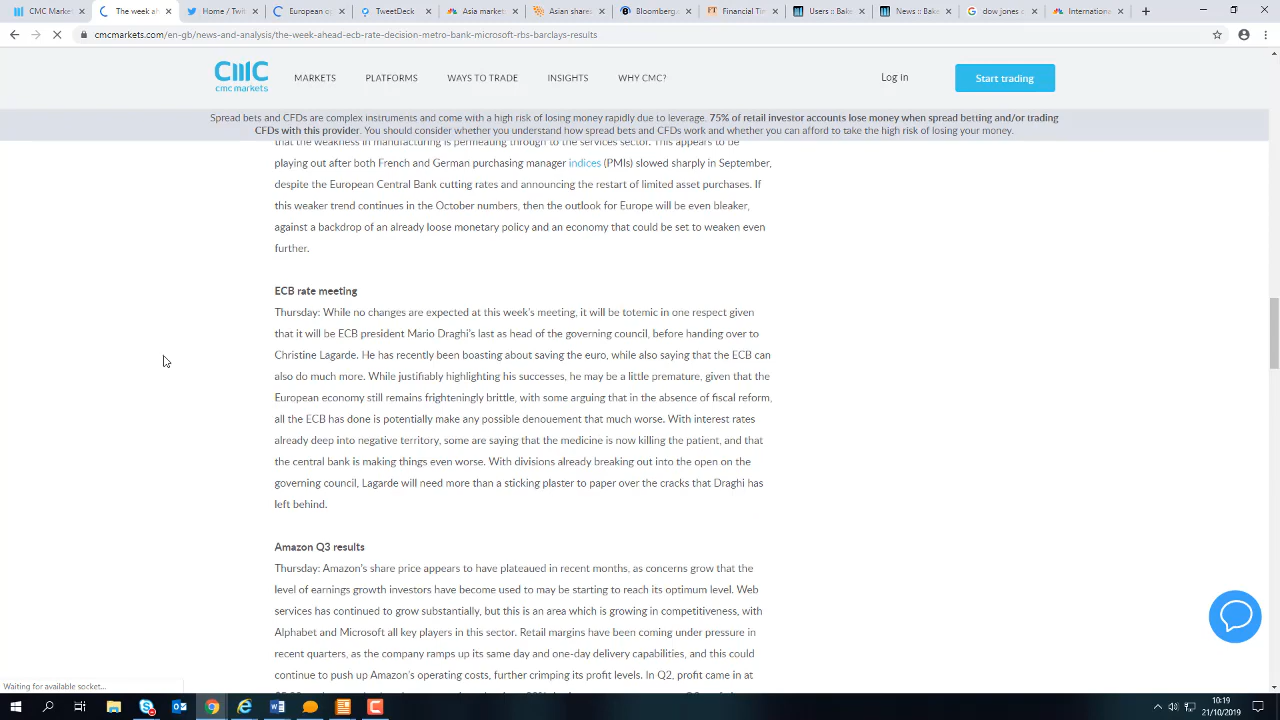 CMC Market
The week ah
Home / Twit
European op
TweetDeck
Asia market
Asian shares
Bloomberg
Financial Tim
Users :: Bake
News :: Bake
dow jones c
Internationa
cmcmarkets.com/en-gb/news-and-analysis/the-week-ahead-ecb-rate-decision-metro-bank-microsoft-rbs-barclays-results
cmc markets
MARKETS
PLATFORMS
WAYS TO TRADE
INSIGHTS
WHY CMC?
Log in
Start trading
Spread bets and CFDs are complex instruments and come with a high risk of losing money rapidly due to leverage. 75% of retail investor accounts lose money when spread betting and/or trading
CFDs with this provider. You should consider whether you understand how spread bets and CFDs work and whether you can afford to take the high risk of losing your money.
that the weakness in manufacturing is permeating through to the services sector. This appears to be
playing out after both French and German purchasing manager indices (PMIs) slowed sharply in September,
despite the European Central Bank cutting rates and announcing the restart of limited asset purchases. If
this weaker trend continues in the October numbers, then the outlook for Europe will be even bleaker,
against a backdrop of an already loose monetary policy and an economy that could be set to weaken even
further.
ECB rate meeting
Thursday: While no changes are expected at this week's meeting, it will be totemic in one respect given
that it will be ECB president Mario Draghi's last as head of the governing council, before handing over to
Christine Lagarde. He has recently been boasting about saving the euro, while also saying that the ECB can
also do much more. While justifiably highlighting his successes, he may be a little premature, given that the
European economy still remains frighteningly brittle, with some arguing that in the absence of fiscal reform,
all the ECB has done is potentially make any possible denouement that much worse. With interest rates
already deep into negative territory, some are saying that the medicine is now killing the patient, and that
the central bank is making things even worse. With divisions already breaking out into the open on the
governing council, Lagarde will need more than a sticking plaster to paper over the cracks that Draghi has
left behind.
Amazon Q3 results
Thursday: Amazon's share price appears to have plateaued in recent months, as concerns grow that the
level of earnings growth investors have become used to may be starting to reach its optimum level. Web
services has continued to grow substantially, but this is an area which is growing in competitiveness, with
Alphabet and Microsoft all key players in this sector. Retail margins have been coming under pressure in
recent quarters, as the company ramps up its same day and one-day delivery capabilities, and this could
continue to push up Amazon's operating costs, further crimping its profit levels. In Q2, profit came in at
Waiting for available socket...
10:19
21/10/2019